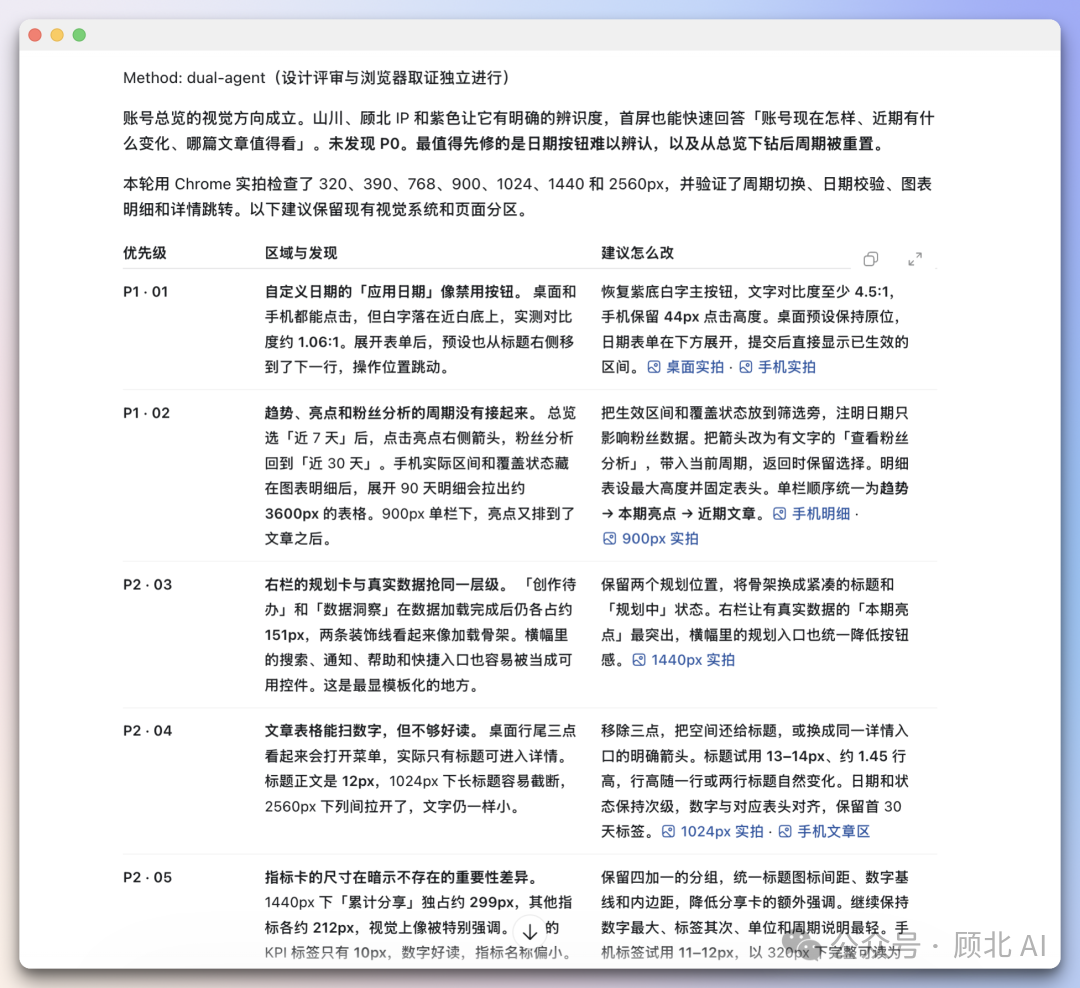 Method: dual-agent（设计评审与浏览器取证独立进行）
账号总览的视觉方向成立。山川、顾北 IP 和紫色让它有明确的辨识度，首屏也能快速回答「账号现在怎样、近期有什
么变化、哪篇文章值得看」。未发现 P0。最值得先修的是日期按钮难以辨认，以及从总览下钻后周期被重置。
本轮用 Chrome 实拍检查了 320、390、768、900、1024、1440 和 2560px，并验证了周期切换、日期校验、图表
明细和详情跳转。以下建议保留现有视觉系统和页面分区。
优先级 区域与发现 建议怎么改
P1 · 01
自定义日期的「应用日期」像禁用按钮。 桌面和
手机都能点击，但白字落在近白底上，实测对比
度约 1.06:1。展开表单后，预设也从标题右侧移
到了下一行，操作位置跳动。
恢复紫底白字主按钮，文字对比度至少 4.5:1，
手机保留 44px 点击高度。桌面预设保持原位，
日期表单在下方展开，提交后直接显示已生效的
区间。 桌面实拍 · 手机实拍
P1 · 02
趋势、亮点和粉丝分析的周期没有接起来。 总览
选「近 7 天」后，点击亮点右侧箭头，粉丝分析
回到「近 30 天」。手机实际区间和覆盖状态藏
在图表明细后，展开 90 天明细会拉出约
3600px 的表格。900px 单栏下，亮点又排到了
文章之后。
把生效区间和覆盖状态放到筛选旁，注明日期只
影响粉丝数据。把箭头改为有文字的「查看粉丝
分析」，带入当前周期，返回时保留选择。明细
表设最大高度并固定表头。单栏顺序统一为趋势
→ 本期亮点 → 近期文章。 手机明细 ·
900px 实拍
P2 · 03
右栏的规划卡与真实数据抢同一层级。 「创作待
办」和「数据洞察」在数据加载完成后仍各占约
151px，两条装饰线看起来像加载骨架。横幅里
的搜索、通知、帮助和快捷入口也容易被当成可
用控件。这是最显模板化的地方。
保留两个规划位置，将骨架换成紧凑的标题和
「规划中」状态。右栏让有真实数据的「本期亮
点」最突出，横幅里的规划入口也统一降低按钮
感。 1440px 实拍
P2 · 04
文章表格能扫数字，但不够好读。 桌面行尾三点
看起来会打开菜单，实际只有标题可进入详情。
标题正文是 12px，1024px 下长标题容易截断，
2560px 下列间拉开了，文字仍一样小。
移除三点，把空间还给标题，或换成同一详情入
口的明确箭头。标题试用 13–14px、约 1.45 行
高，行高随一行或两行标题自然变化。日期和状
态保持次级，数字与对应表头对齐，保留首 30
天标签。 1024px 实拍 · 手机文章区
P2 · 05
指标卡的尺寸在暗示不存在的重要性差异。
1440px 下「累计分享」独占约 299px，其他指
标各约 212px，视觉上像被特别强调。 的
KPI 标签只有 10px，数字好读，指标名称偏小。
保留四加一的分组，统一标题图标间距、数字基
线和内边距，降低分享卡的额外强调。继续保持
数字最大、标签其次、单位和周期说明最轻。手
机标签试用 11–12px，以 320px 下完整可读为
公众号 · 顾北 AI